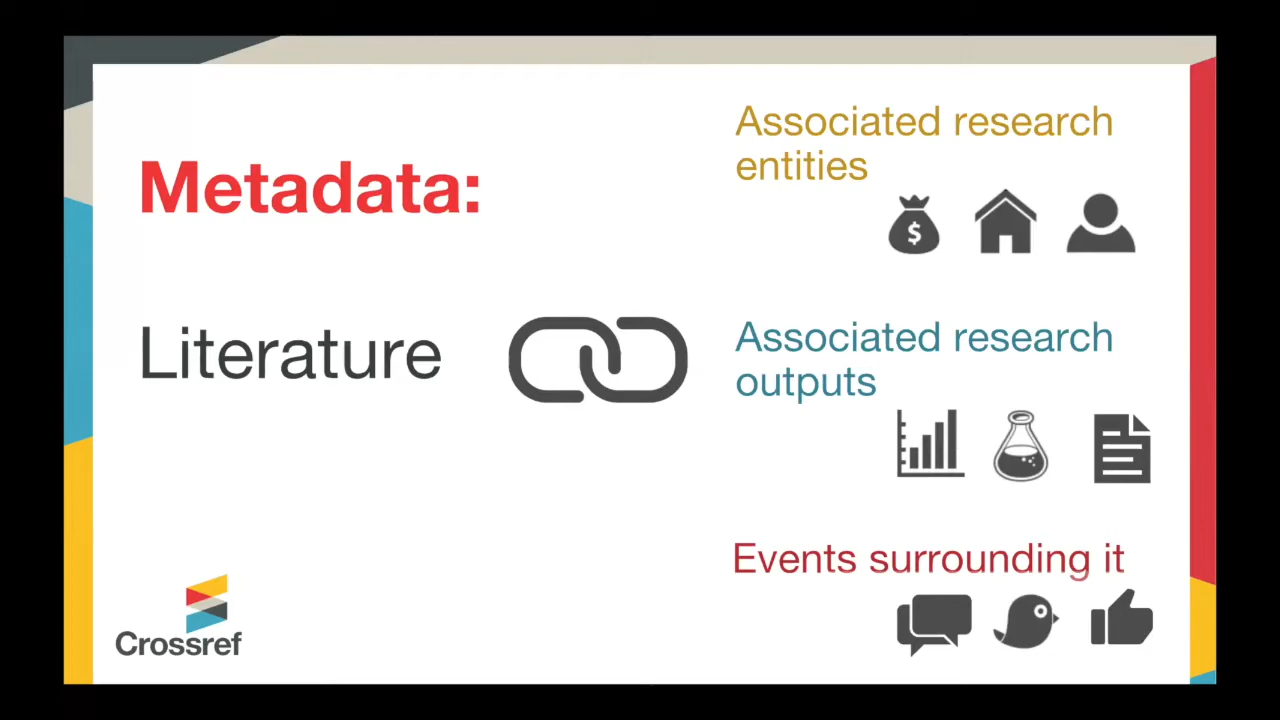 Metadata:
Literature
Associated research
entities
$
Associated research
outputs
Events surrounding it
Crossref